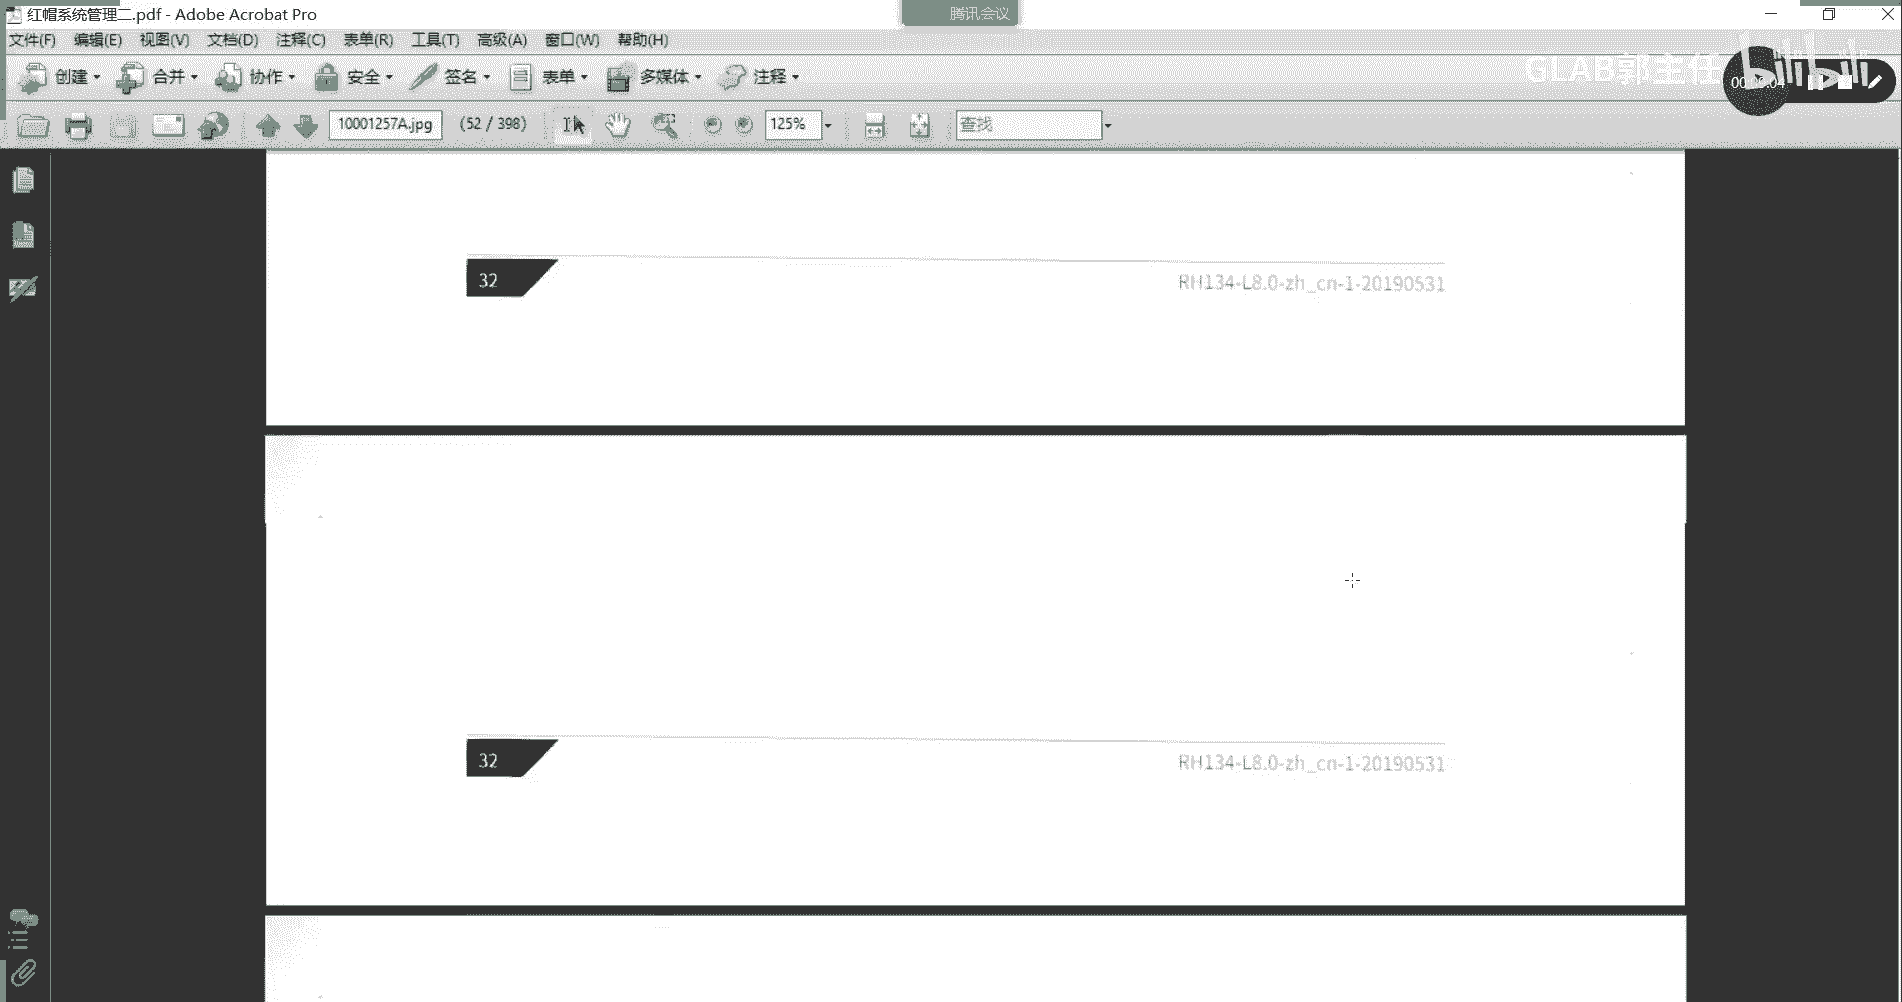 红帽系统管理二.pdf - Adobe Acrobat Pro
腾讯会议
文件(F) 编辑(E) 视图(V) 文档(D) 注释(C) 表单(R) 工具(T) 高级(A) 窗口(W) 帮助(H)
创建 合并 协作 安全 签名 表单 多媒体 注释
GLAB郭主任 bilibili
10001257A.jpg (52 / 398) 125% 查找
32 RH134-L8.0-zh_cn-1-20190531
32 RH134-L8.0-zh_cn-1-20190531